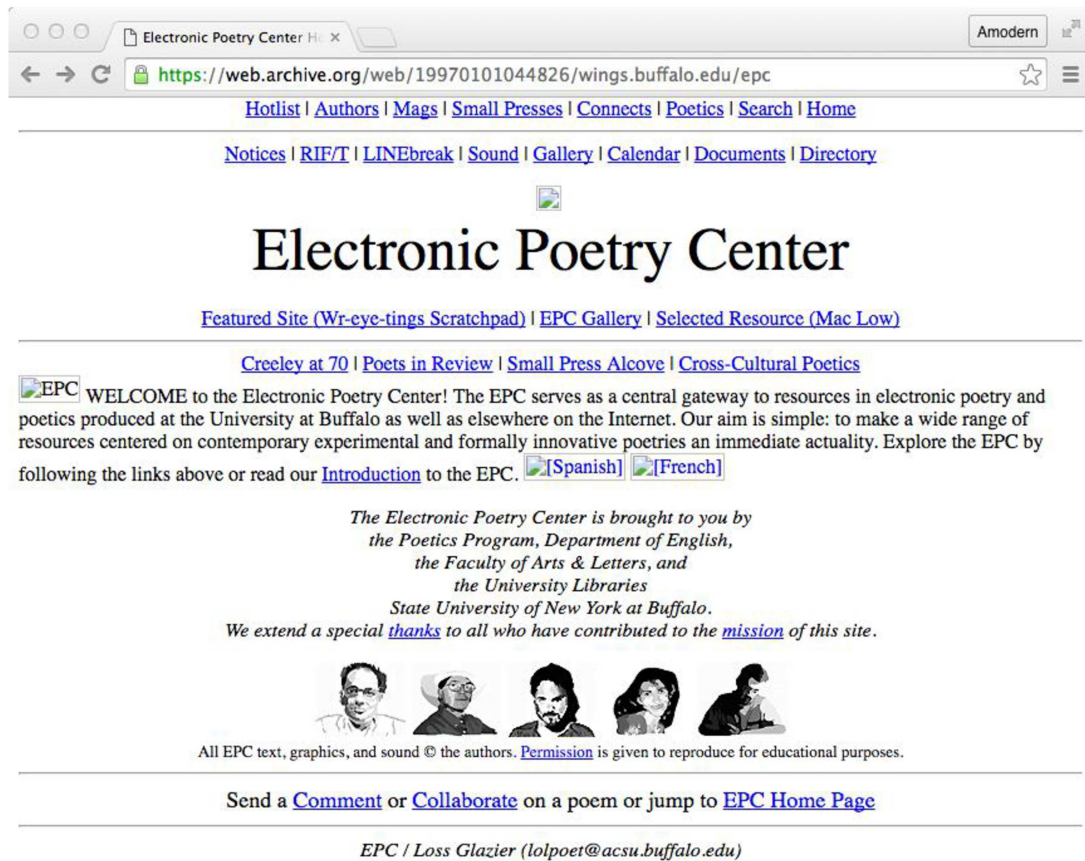 Electronic Poetry Center H
Amodern
https://web.archive.org/web/19970101044826/wings.buffalo.edu/epc
Hotlist | Authors | Mags | Small Presses | Connects | Poetics | Search | Home
Notices | RIF/T | LINEbreak | Sound | Gallery | Calendar | Documents | Directory
Electronic Poetry Center
Featured Site (Wr-eye-tings Scratchpad) | EPC Gallery | Selected Resource (Mac Low)
Creeley at 70 | Poets in Review | Small Press Alcove | Cross-Cultural Poetics
EPC WELCOME to the Electronic Poetry Center! The EPC serves as a central gateway to resources in electronic poetry and
poetics produced at the University at Buffalo as well as elsewhere on the Internet. Our aim is simple: to make a wide range of
resources centered on contemporary experimental and formally innovative poetries an immediate actuality. Explore the EPC by
following the links above or read our Introduction to the EPC. [Spanish] [French]
The Electronic Poetry Center is brought to you by
the Poetics Program, Department of English,
the Faculty of Arts & Letters, and
the University Libraries
State University of New York at Buffalo.
We extend a special thanks to all who have contributed to the mission of this site.
All EPC text, graphics, and sound © the authors. Permission is given to reproduce for educational purposes.
Send a Comment or Collaborate on a poem or jump to EPC Home Page
EPC / Loss Glazier (lolpoet@acsu.buffalo.edu)